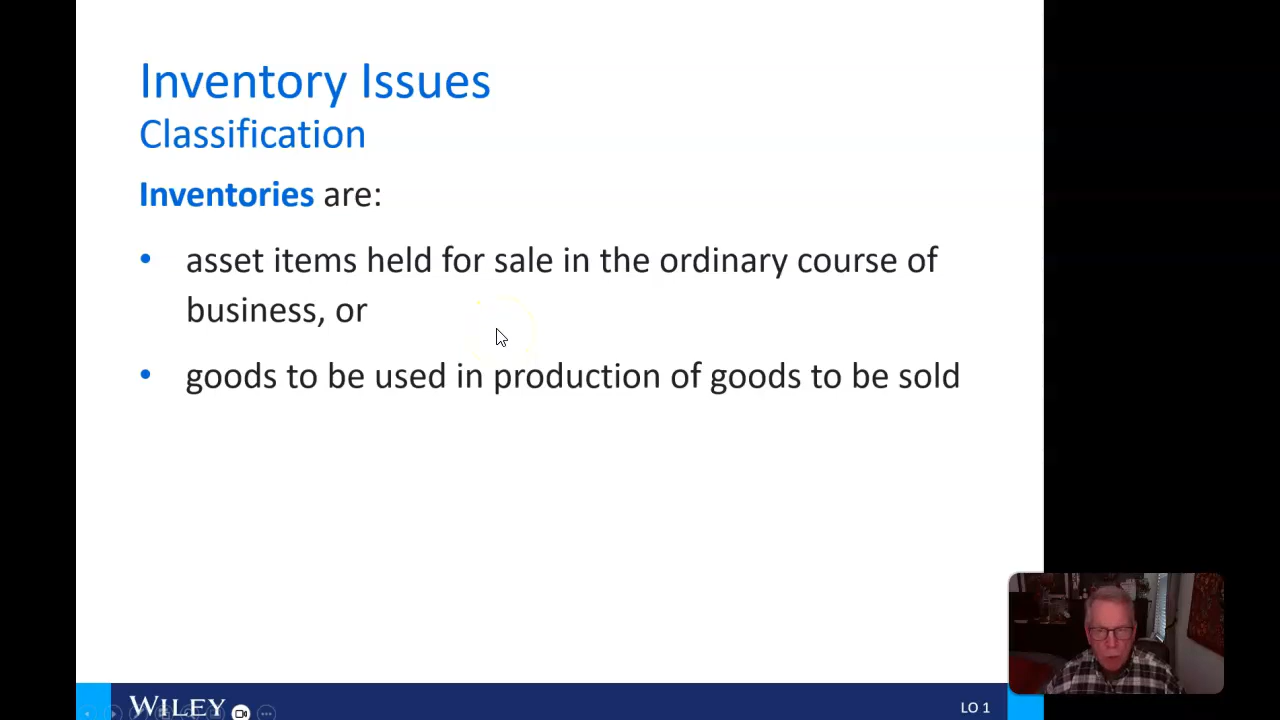 Inventory Issues
Classification
Inventories are:
• asset items held for sale in the ordinary course of
business, or
• goods to be used in production of goods to be sold
WILEY
LO 1